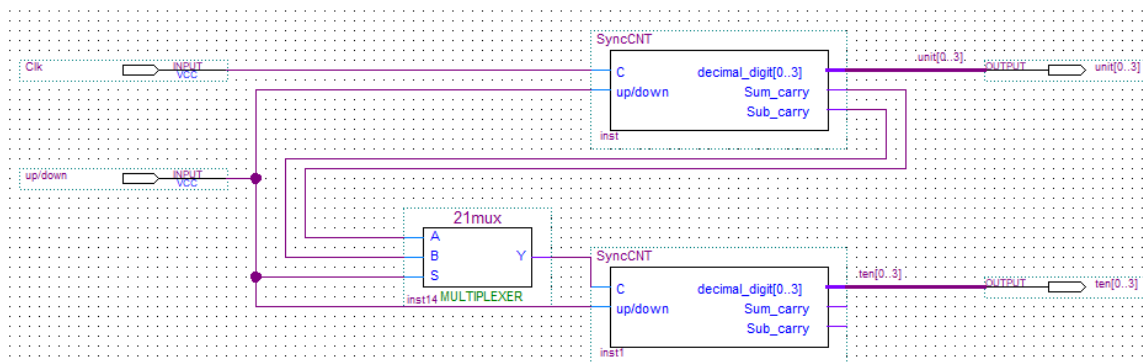 SyncCNT
Clk INPUT VCC
C decimal_digit[0..3] unit[0..3] OUTPUT unit[0..3]
up/down Sum_carry
Sub_carry
inst
up/down INPUT VCC
21mux
A
B Y
S
inst14 MULTIPLEXER
SyncCNT
C decimal_digit[0..3] ten[0..3] OUTPUT ten[0..3]
up/down Sum_carry
Sub_carry
inst1